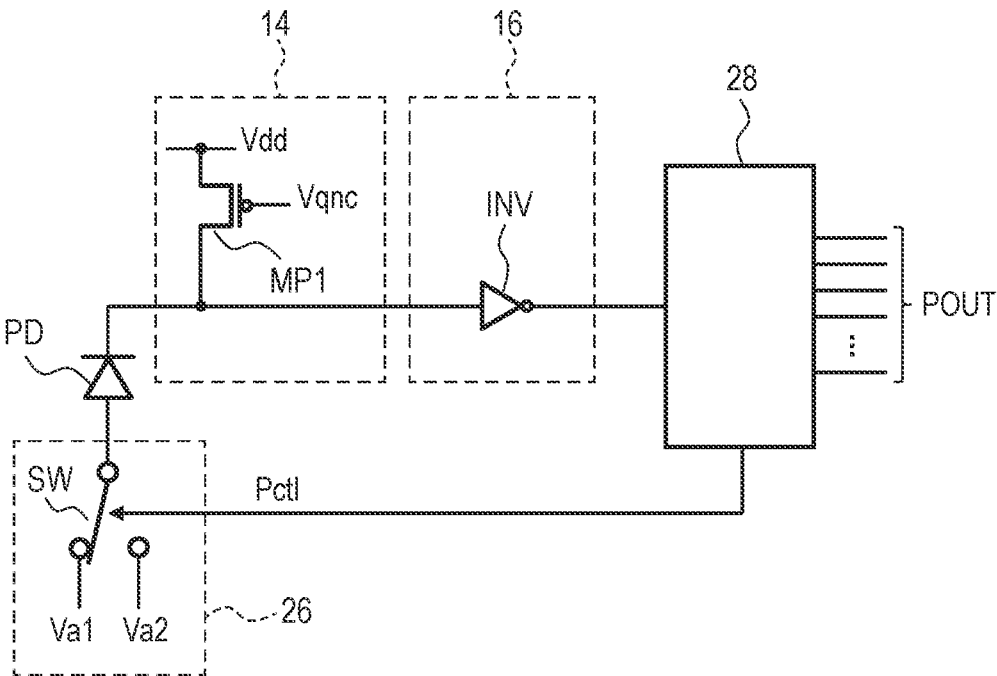 14
16
28
Vdd
Vqnc
INV
MP1
POUT
PD
SW
Pctl
Va1
Va2
26